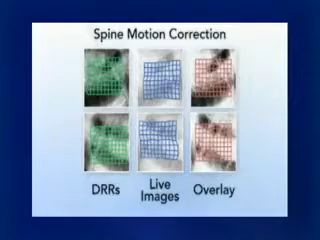 Spine Motion Correction
DRRs
Live
Images
Overlay